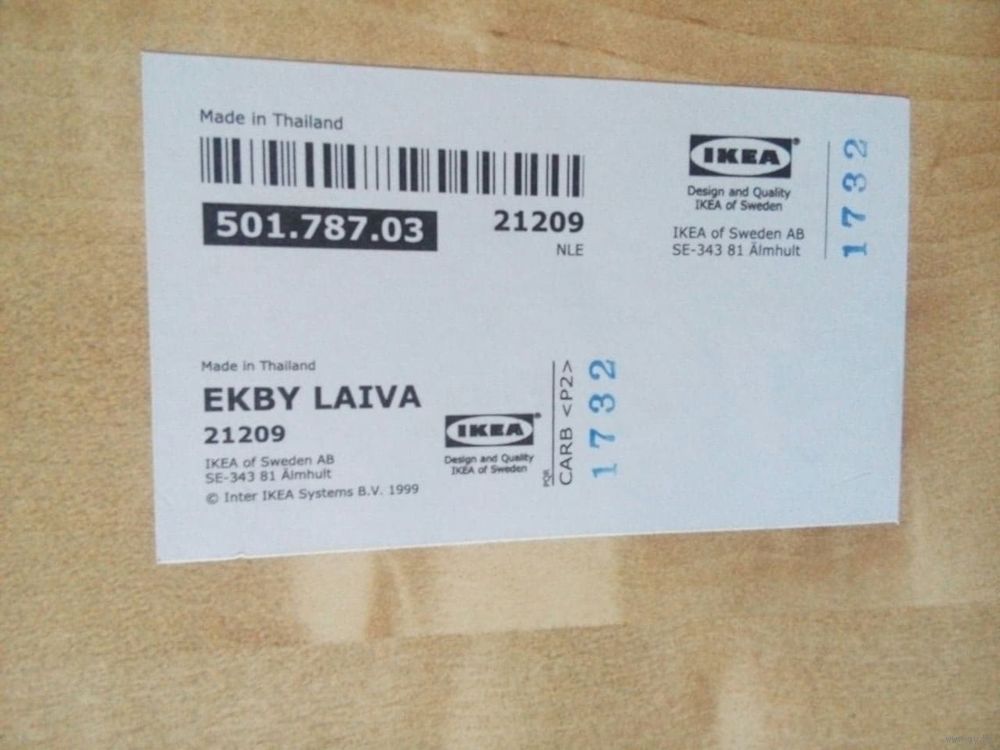 Made in Thailand
501.787.03
21209
NLE
IKEA
Design and Quality
IKEA of Sweden
IKEA of Sweden AB
SE-343 81 Älmhult
1732
Made in Thailand
EKBY LAIVA
21209
IKEA of Sweden AB
SE-343 81 Älmhult
© Inter IKEA Systems B.V. 1999
IKEA
Design and Quality
IKEA of Sweden
PQR
CARB <P2>
1732